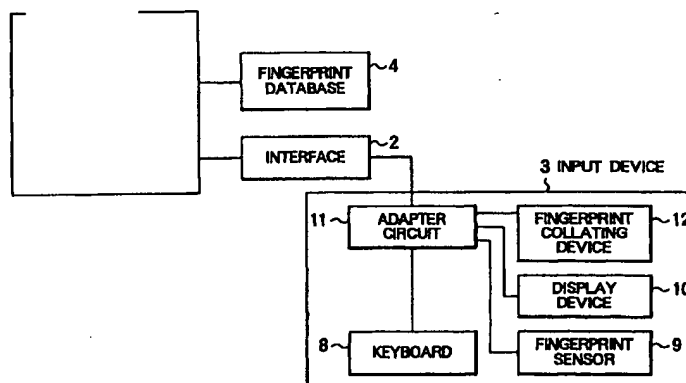 FINGERPRINT
DATABASE
4
INTERFACE
2
3 INPUT DEVICE
11
ADAPTER
CIRCUIT
FINGERPRINT
COLLATING
DEVICE
12
DISPLAY
DEVICE
10
8
KEYBOARD
FINGERPRINT
SENSOR
9